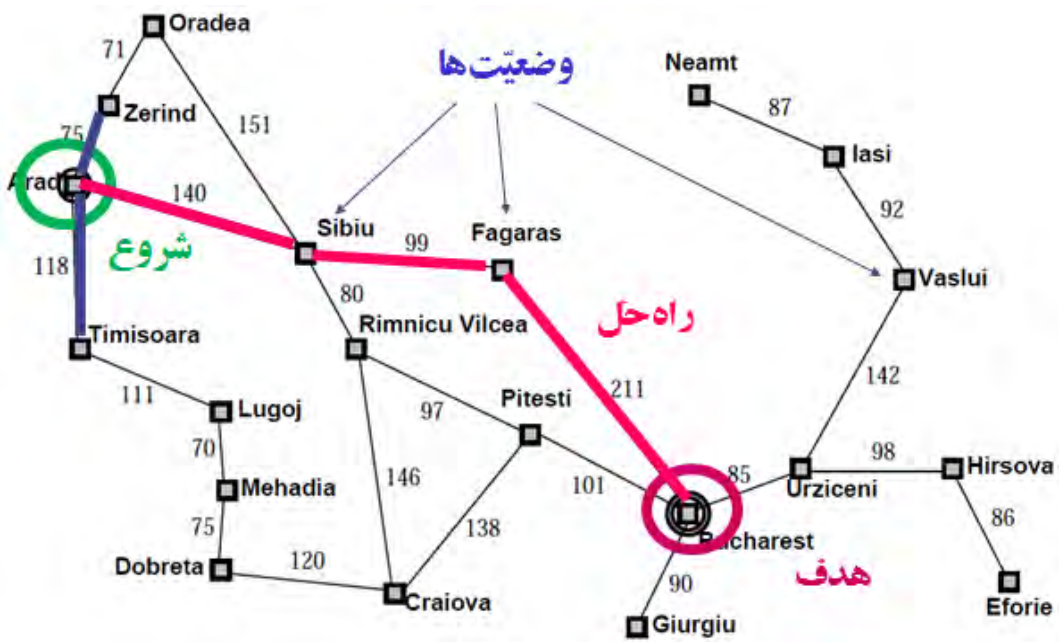 Oradea
71
وضعیّت‌ها
Neamt
Zerind
87
151
75
Iasi
Arad
140
92
Sibiu
Fagaras
شروع
99
118
Vaslui
80
راه‌حل
Timisoara
Rimnicu Vilcea
142
111
211
Pitesti
Lugoj
97
70
98
Hirsova
146
85
Mehadia
Urziceni
101
86
75
138
Bucharest
Dobreta
120
هدف
90
Craiova
Eforie
Giurgiu